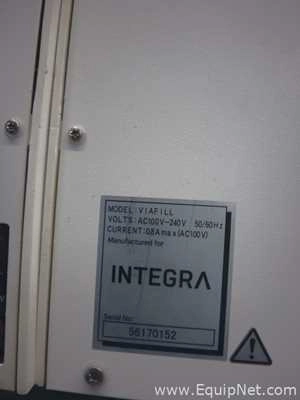 MODEL: VIAFILL
VOLTS: AC100V-240V 50/60Hz
CURRENT: 0.8A max (AC100V)
Manufactured for
INTEGRA
Serial No:
56170152
www.EquipNet.com